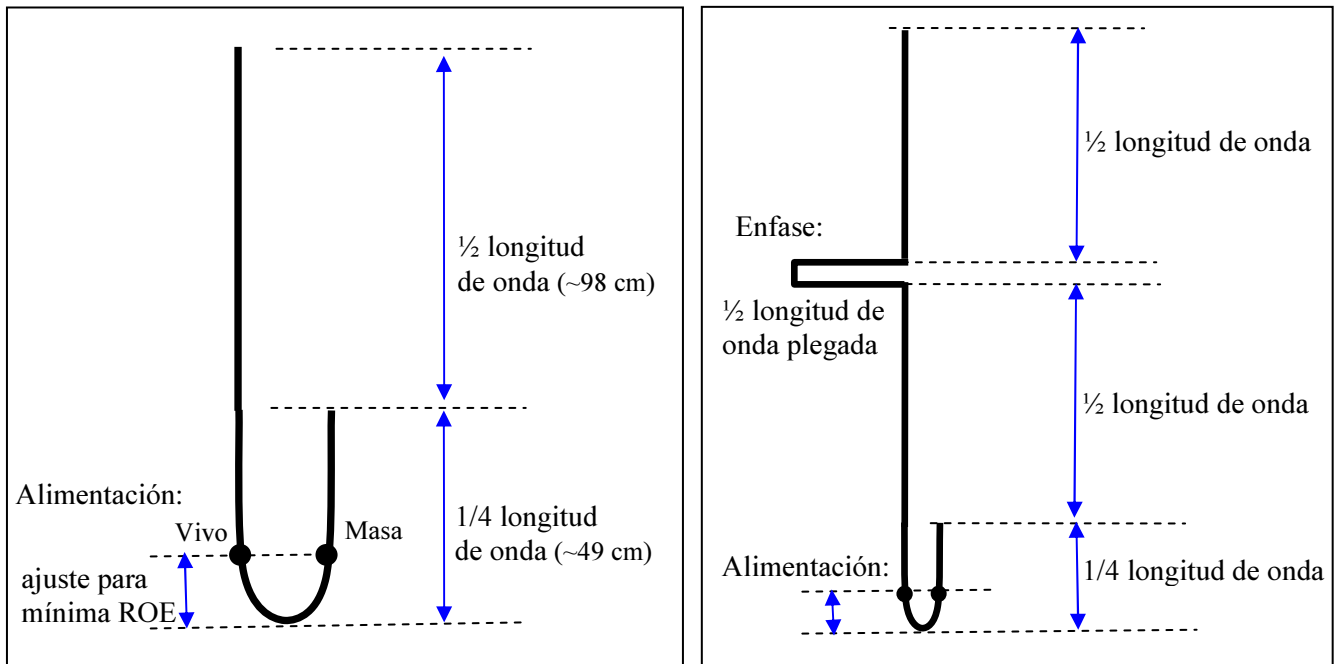 ½ longitud
de onda (~98 cm)
Alimentación:
Vivo
Masa
1/4 longitud
de onda (~49 cm)
ajuste para
mínima ROE
½ longitud de onda
Enfase:
½ longitud de
onda plegada
½ longitud de onda
Alimentación:
1/4 longitud de onda